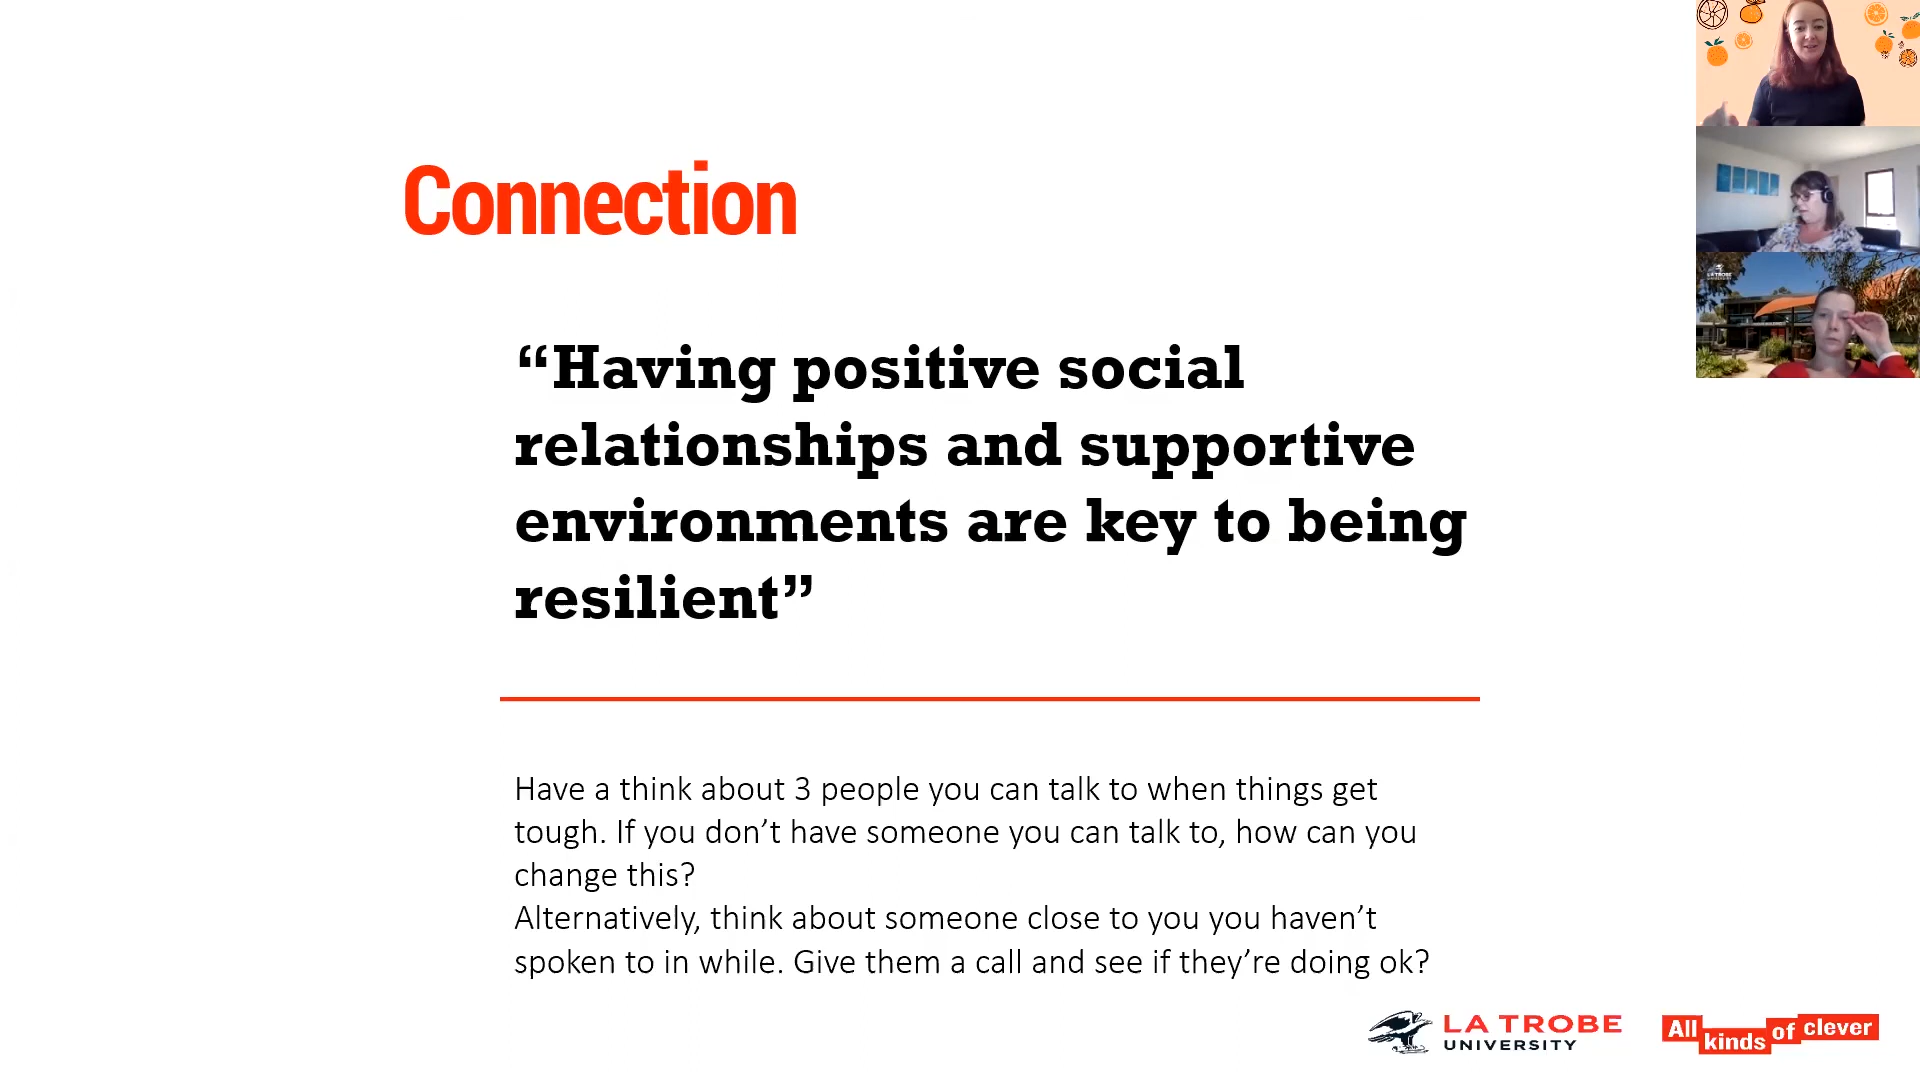 Connection
“Having positive social
relationships and supportive
environments are key to being
resilient”
Have a think about 3 people you can talk to when things get
tough. If you don’t have someone you can talk to, how can you
change this?
Alternatively, think about someone close to you you haven’t
spoken to in while. Give them a call and see if they’re doing ok?
LA TROBE
UNIVERSITY
All kinds of clever
LA TROBE
UNIVERSITY